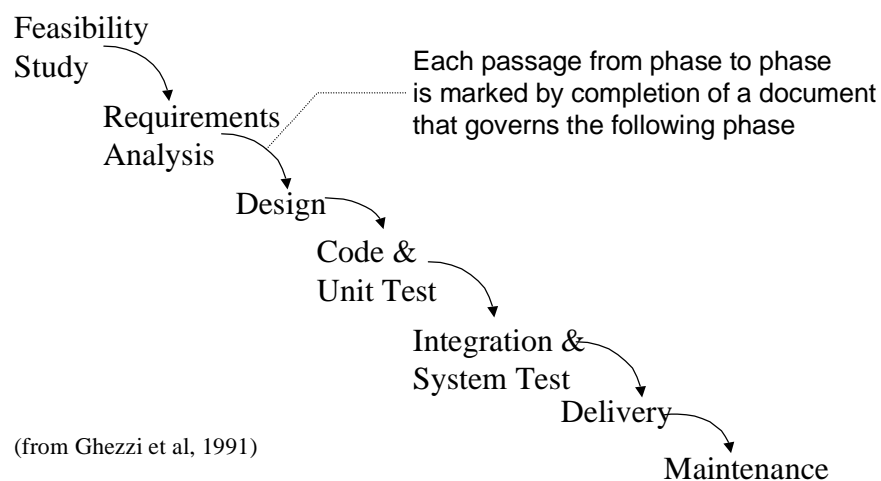 Feasibility
Study
Each passage from phase to phase
is marked by completion of a document
that governs the following phase
Requirements
Analysis
Design
Code &
Unit Test
Integration &
System Test
Delivery
(from Ghezzi et al, 1991)
Maintenance